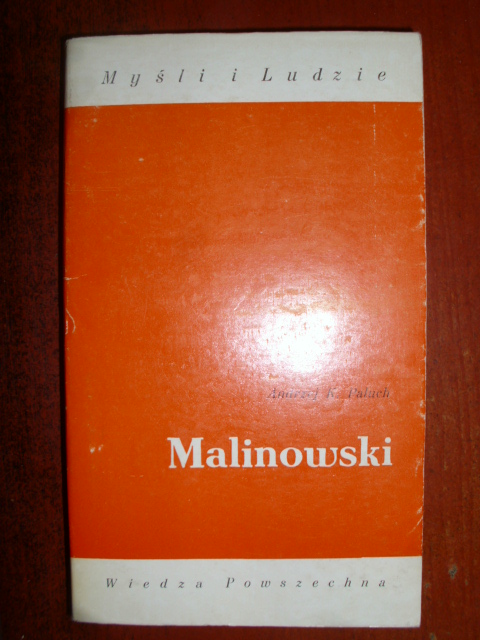 Myśli i Ludzie
Andrzej K. Paluch
Malinowski
Wiedza Powszechna